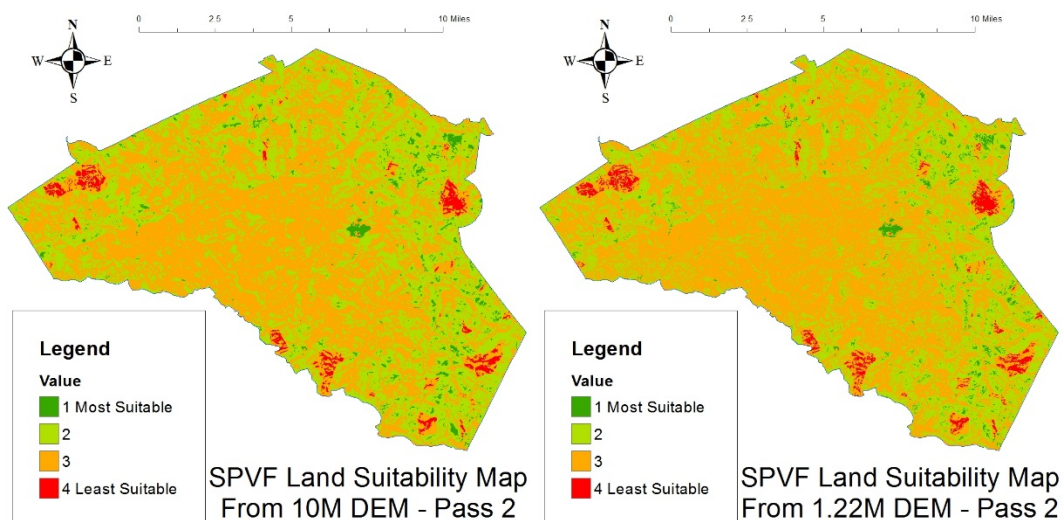 N
W E
S
0 2.5 5 10 Miles
Legend
Value
1 Most Suitable
2
3
4 Least Suitable
SPVF Land Suitability Map
From 10M DEM - Pass 2
N
W E
S
0 2.5 5 10 Miles
Legend
Value
1 Most Suitable
2
3
4 Least Suitable
SPVF Land Suitability Map
From 1.22M DEM - Pass 2